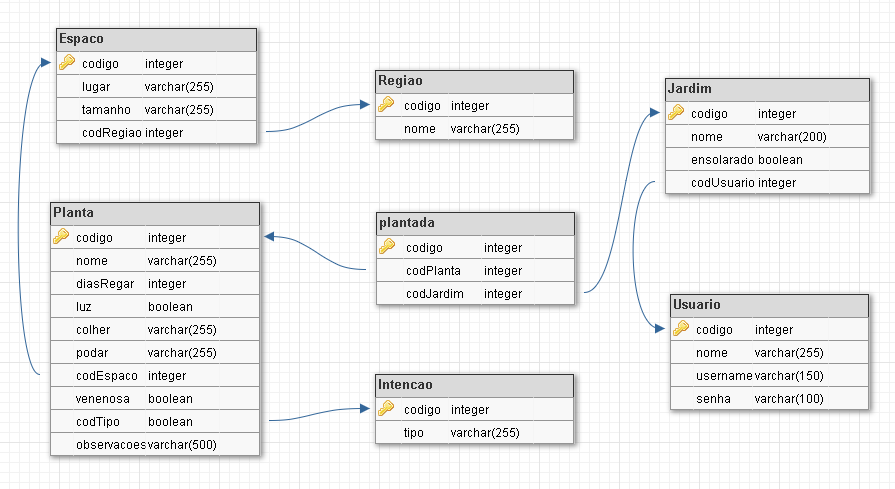 Espaco
codigo integer
lugar varchar(255)
tamanho varchar(255)
codRegiao integer
Regiao
codigo integer
nome varchar(255)
Jardim
codigo integer
nome varchar(200)
ensolarado boolean
codUsuario integer
Planta
codigo integer
nome varchar(255)
diasRegar integer
luz boolean
colher varchar(255)
podar varchar(255)
codEspaco integer
venenosa boolean
codTipo boolean
observacoes varchar(500)
plantada
codigo integer
codPlanta integer
codJardim integer
Intencao
codigo integer
tipo varchar(255)
Usuario
codigo integer
nome varchar(255)
username varchar(150)
senha varchar(100)